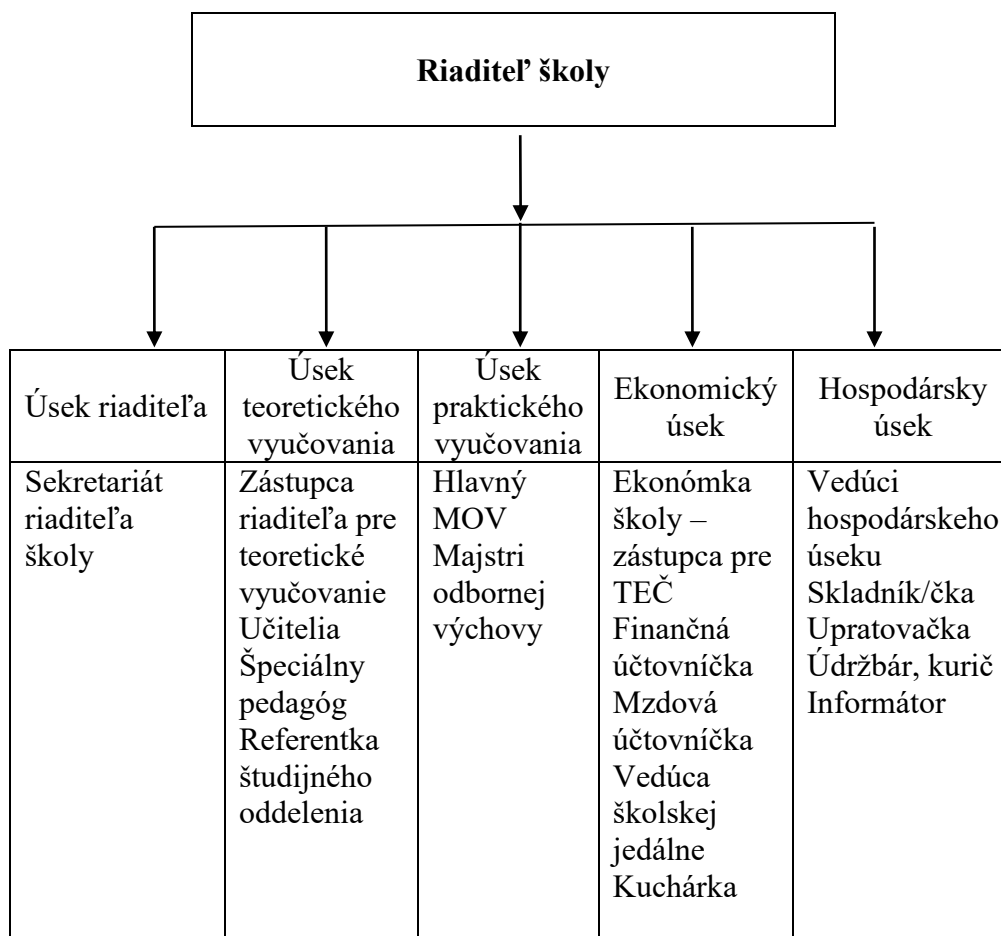 Riaditeľ školy
Úsek riaditeľa
Úsek
teoretického
vyučovania
Úsek
praktického
vyučovania
Ekonomický
úsek
Hospodársky
úsek
Sekretariát
riaditeľa
školy
Zástupca
riaditeľa pre
teoretické
vyučovanie
Učitelia
Špeciálny
pedagóg
Referentka
študijného
oddelenia
Hlavný
MOV
Majstri
odbornej
výchovy
Ekonómka
školy –
zástupca pre
TEČ
Finančná
účtovníčka
Mzdová
účtovníčka
Vedúca
školskej
jedálne
Kuchárka
Vedúci
hospodárskeho
úseku
Skladník/čka
Upratovačka
Údržbár, kurič
Informátor